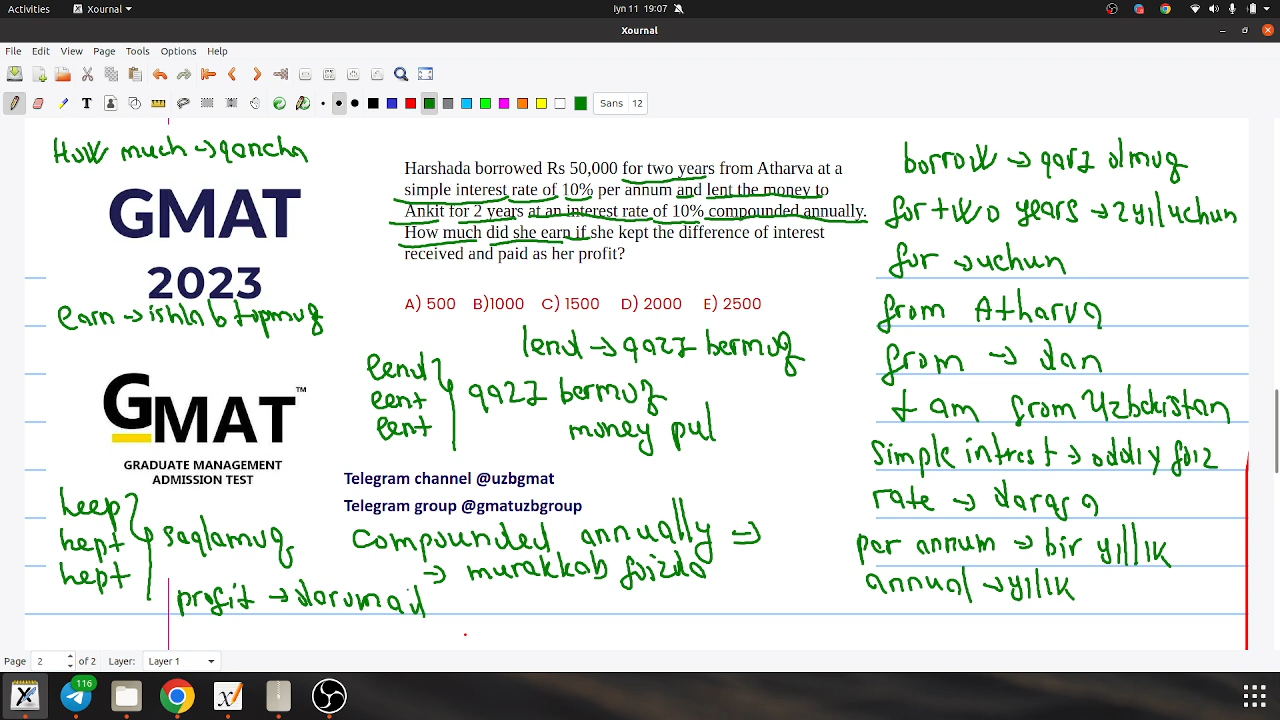 Activities
Xournal
Iyn 11 19:07
Xournal
File Edit View Page Tools Options Help
Sans 12
How much → qancha
GMAT
2023
earn → ishlab topmuq
GMAT™
GRADUATE MANAGEMENT
ADMISSION TEST
keep
kept
kept
saqlamuq
profit → daromad
Harshada borrowed Rs 50,000 for two years from Atharva at a
simple interest rate of 10% per annum and lent the money to
Ankit for 2 years at an interest rate of 10% compounded annually.
How much did she earn if she kept the difference of interest
received and paid as her profit?
A) 500 B)1000 C) 1500 D) 2000 E) 2500
lend → qarz bermoq
lend
lent
lent
qarz bermoq
money pul
Telegram channel @uzbgmat
Telegram group @gmatuzbgroup
Compounded annually ⇒
→ murakkab foizda
borrow → qarz olmuq
for two years → 2 yil uchun
for → uchun
from Atharva
from → dan
I am from Uzbekistan
Simple intrest → oddiy foiz
rate → daraja
per annum → bir yillik
annual → yillik
Page 2 of 2 Layer: Layer 1
116